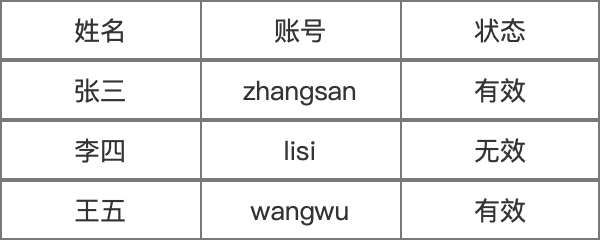 姓名 账号 状态
张三 zhangsan 有效
李四 lisi 无效
王五 wangwu 有效